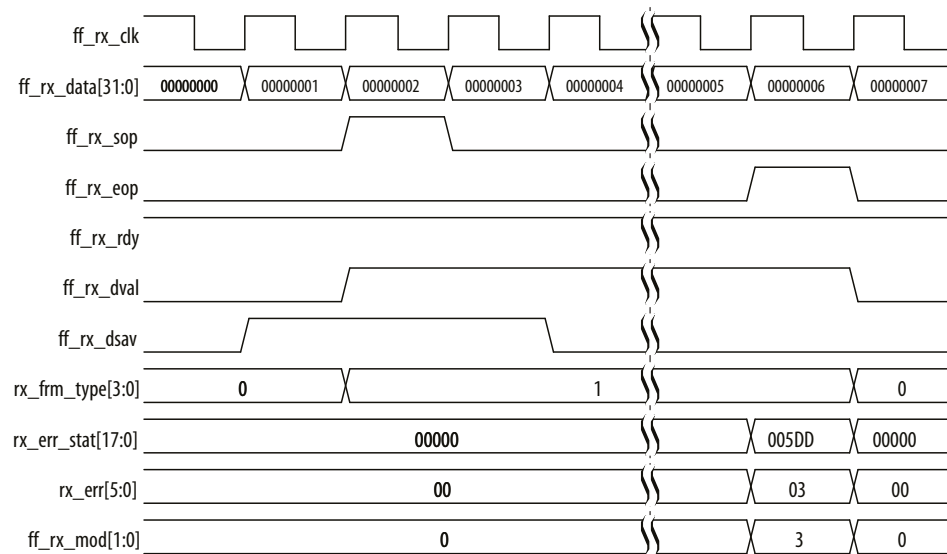 ff_rx_clk
ff_rx_data[31:0] 00000000 00000001 00000002 00000003 00000004 00000005 00000006 00000007
ff_rx_sop
ff_rx_eop
ff_rx_rdy
ff_rx_dval
ff_rx_dsav
rx_frm_type[3:0] 0 1 0
rx_err_stat[17:0] 00000 005DD 00000
rx_err[5:0] 00 03 00
ff_rx_mod[1:0] 0 3 0